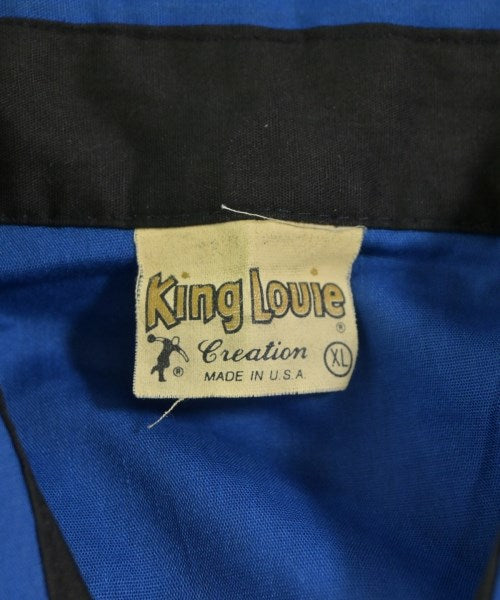 King Louie
®
® Creation XL
MADE IN U.S.A.